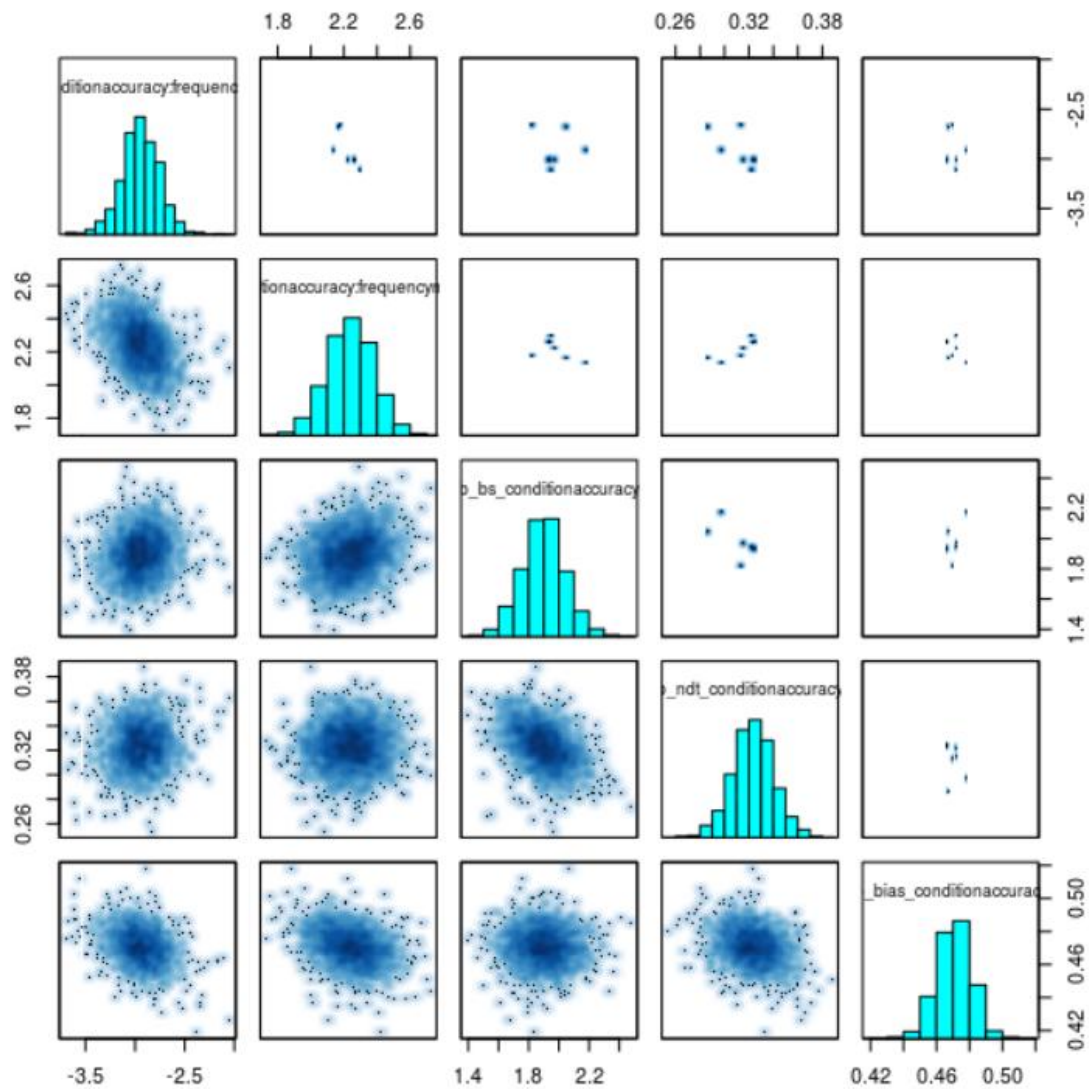 1.8 2.2 2.6 0.26 0.32 0.38
ditionaccuracy:frequenc
-2.5
-3.5
tionaccuracy:frequencyn
2.6
2.2
1.8
o_bs_conditionaccuracy
2.2
1.8
1.4
o_ndt_conditionaccuracy
0.38
0.32
0.26
_bias_conditionaccurac
0.50
0.46
0.42
-3.5 -2.5 1.4 1.8 2.2 0.42 0.46 0.50